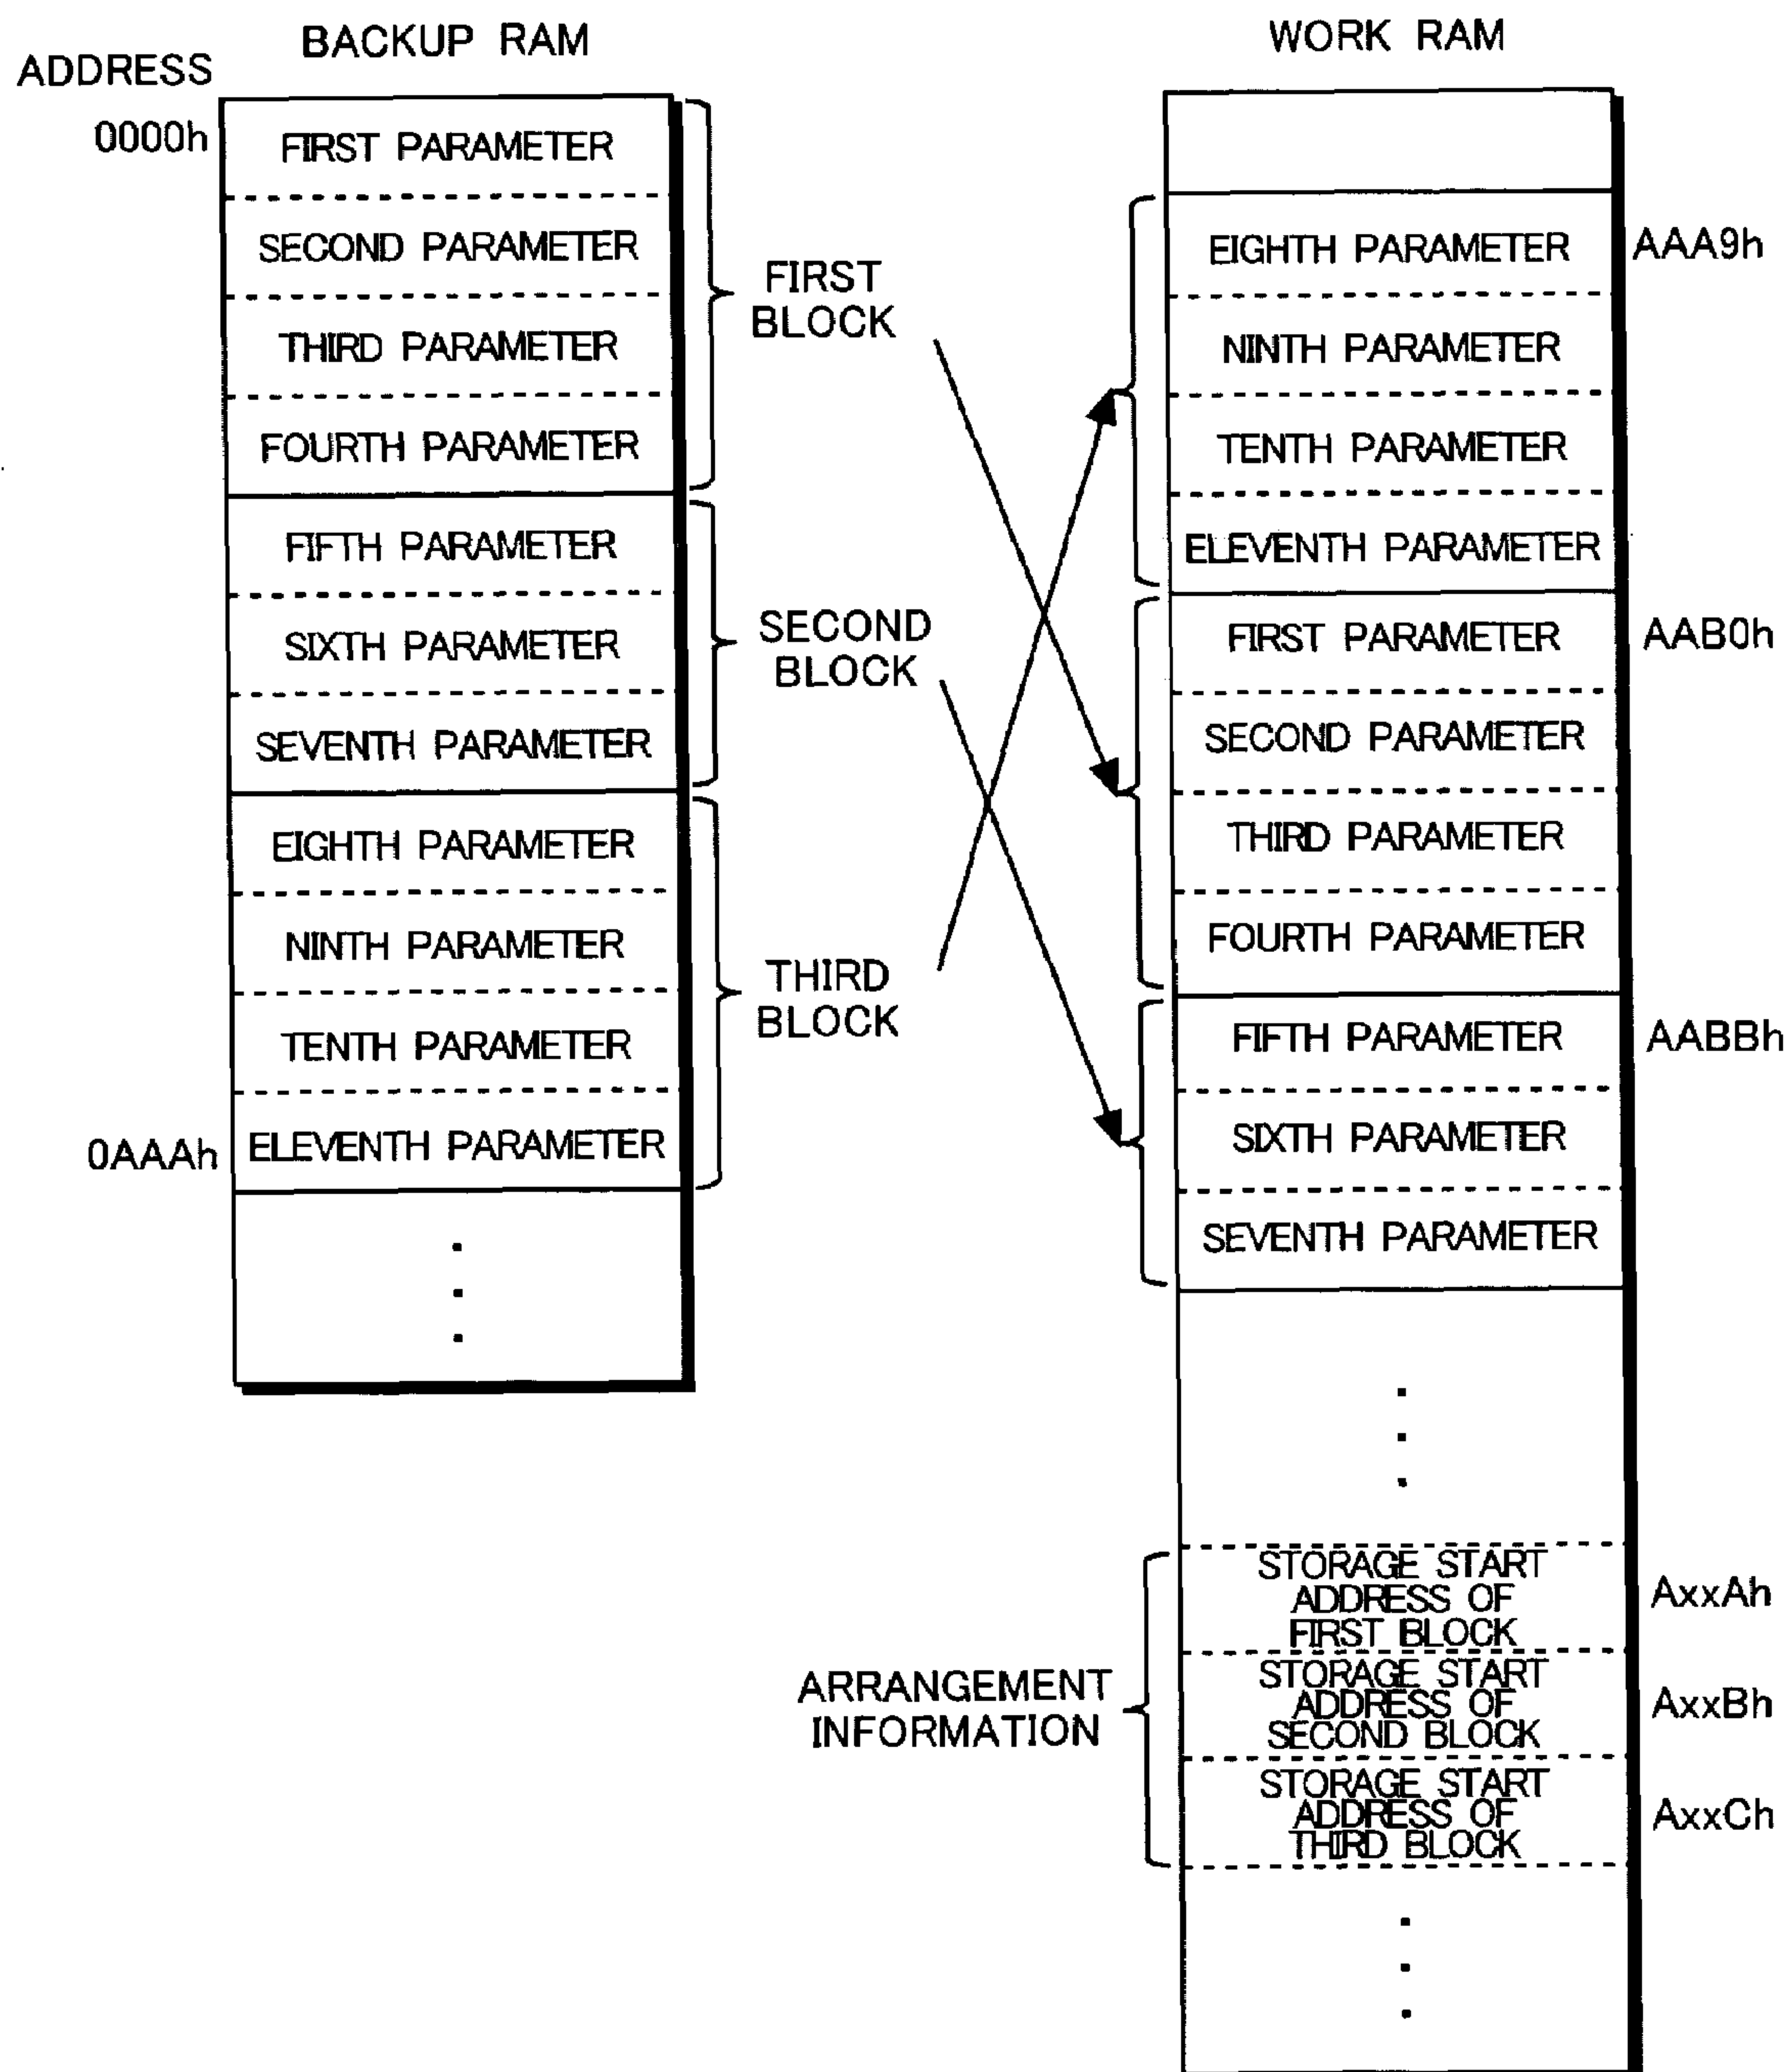 BACKUP RAM
ADDRESS
0000h
FIRST PARAMETER
SECOND PARAMETER
THIRD PARAMETER
FOURTH PARAMETER
FIFTH PARAMETER
SIXTH PARAMETER
SEVENTH PARAMETER
EIGHTH PARAMETER
NINTH PARAMETER
TENTH PARAMETER
0AAAh
ELEVENTH PARAMETER
FIRST
BLOCK
SECOND
BLOCK
THIRD
BLOCK
WORK RAM
EIGHTH PARAMETER
AAA9h
NINTH PARAMETER
TENTH PARAMETER
ELEVENTH PARAMETER
FIRST PARAMETER
AAB0h
SECOND PARAMETER
THIRD PARAMETER
FOURTH PARAMETER
FIFTH PARAMETER
AABBh
SIXTH PARAMETER
SEVENTH PARAMETER
ARRANGEMENT
INFORMATION
STORAGE START
ADDRESS OF
FIRST BLOCK
AxxAh
STORAGE START
ADDRESS OF
SECOND BLOCK
AxxBh
STORAGE START
ADDRESS OF
THIRD BLOCK
AxxCh